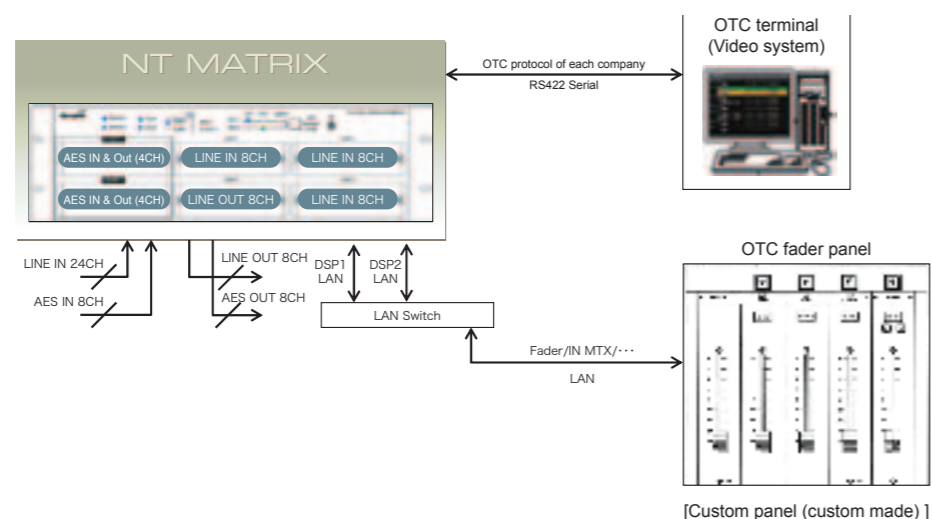 OTC terminal
(Video system)
NT MATRIX
OTC protocol of each company
RS422 Serial
AES IN & Out (4CH)
LINE IN 8CH
LINE IN 8CH
AES IN & Out (4CH)
LINE OUT 8CH
LINE IN 8CH
LINE IN 24CH
AES IN 8CH
LINE OUT 8CH
AES OUT 8CH
DSP1
LAN
DSP2
LAN
LAN Switch
OTC fader panel
Fader/IN MTX/･･･
LAN
[Custom panel (custom made) ]